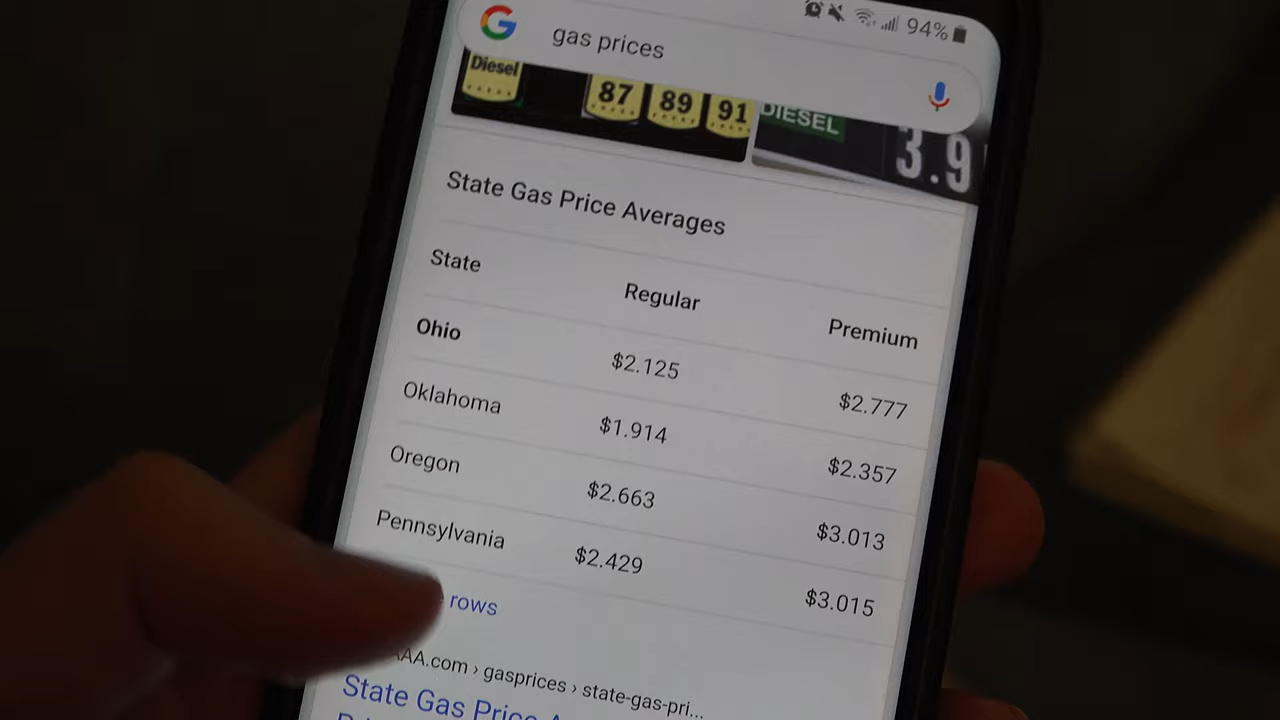 94%
gas prices
Diesel 87 89 91
DIESEL 3.9
State Gas Price Averages
State Regular Premium
Ohio $2.125 $2.777
Oklahoma $1.914 $2.357
Oregon $2.663 $3.013
Pennsylvania $2.429 $3.015
rows
AAA.com › gasprices › state-gas-pri...
State Gas Price